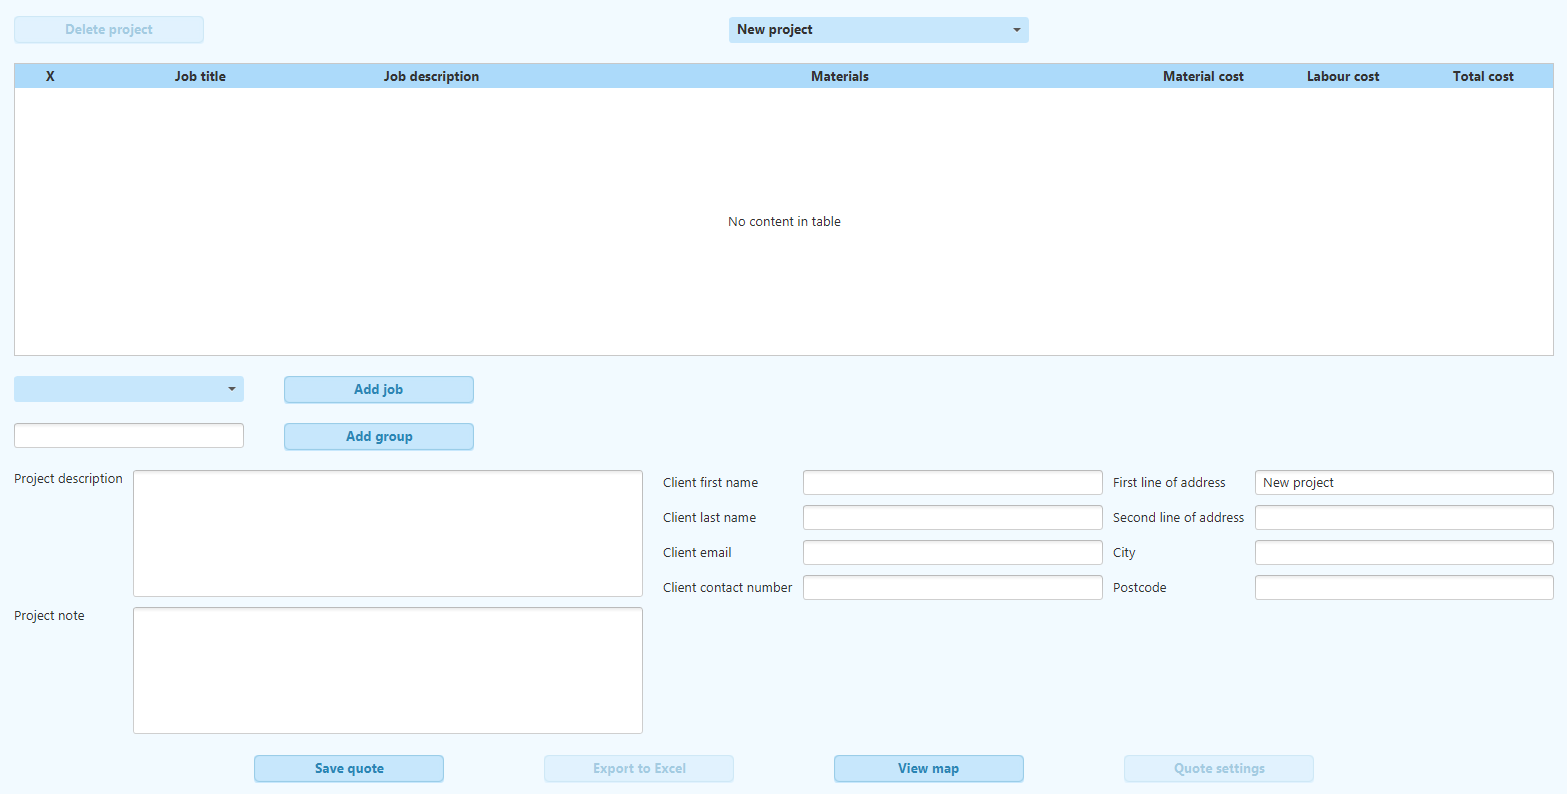 Delete project
New project
X Job title Job description Materials Material cost Labour cost Total cost
No content in table
Add job
Add group
Project description
Client first name
First line of address
New project
Client last name
Second line of address
Client email
City
Client contact number
Postcode
Project note
Save quote
Export to Excel
View map
Quote settings